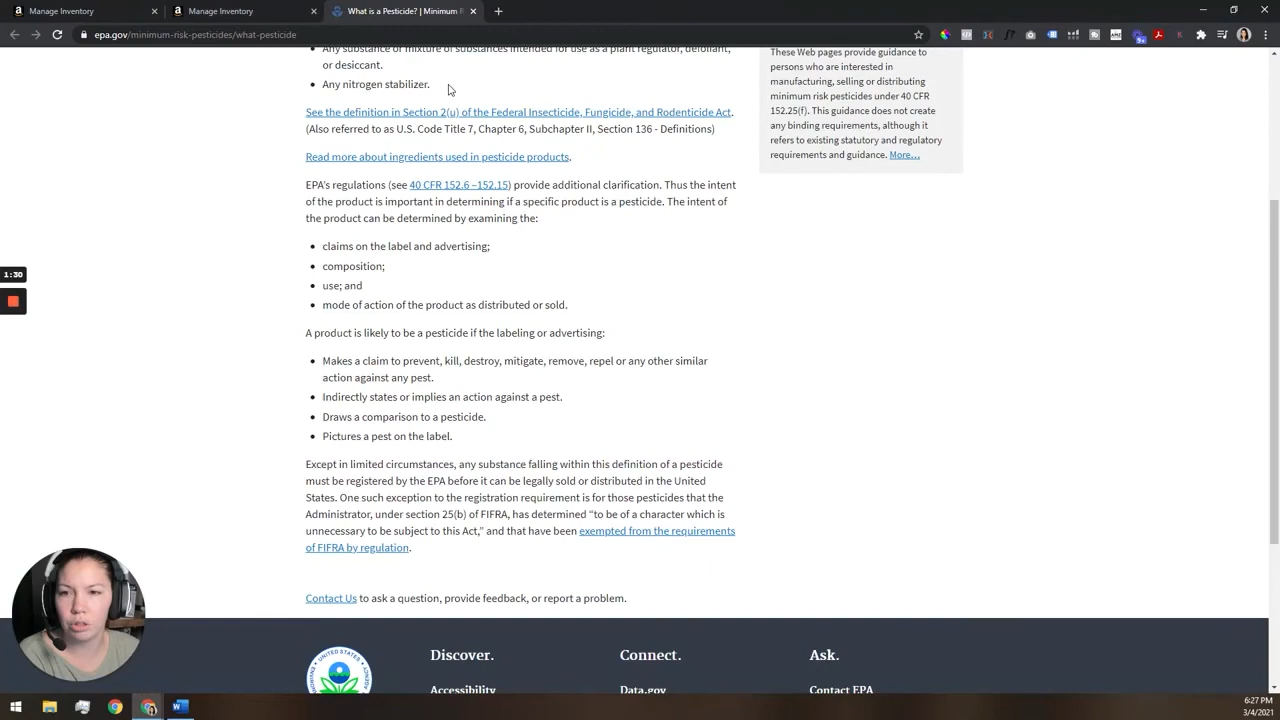 Manage Inventory
Manage Inventory
What is a Pesticide? | Minimum R
epa.gov/minimum-risk-pesticides/what-pesticide
Any substance or mixture of substances intended for use as a plant regulator, defoliant,
or desiccant.
Any nitrogen stabilizer.
See the definition in Section 2(u) of the Federal Insecticide, Fungicide, and Rodenticide Act.
(Also referred to as U.S. Code Title 7, Chapter 6, Subchapter II, Section 136 - Definitions)
Read more about ingredients used in pesticide products.
EPA's regulations (see 40 CFR 152.6 –152.15) provide additional clarification. Thus the intent
of the product is important in determining if a specific product is a pesticide. The intent of
the product can be determined by examining the:
claims on the label and advertising;
composition;
use; and
mode of action of the product as distributed or sold.
A product is likely to be a pesticide if the labeling or advertising:
Makes a claim to prevent, kill, destroy, mitigate, remove, repel or any other similar
action against any pest.
Indirectly states or implies an action against a pest.
Draws a comparison to a pesticide.
Pictures a pest on the label.
Except in limited circumstances, any substance falling within this definition of a pesticide
must be registered by the EPA before it can be legally sold or distributed in the United
States. One such exception to the registration requirement is for those pesticides that the
Administrator, under section 25(b) of FIFRA, has determined “to be of a character which is
unnecessary to be subject to this Act,” and that have been exempted from the requirements
of FIFRA by regulation.
Contact Us to ask a question, provide feedback, or report a problem.
These Web pages provide guidance to
persons who are interested in
manufacturing, selling or distributing
minimum risk pesticides under 40 CFR
152.25(f). This guidance does not create
any binding requirements, although it
refers to existing statutory and regulatory
requirements and guidance. More…
1:30
UNITED STATES
Discover.
Connect.
Ask.
Accessibility
Data.gov
Contact EPA
6:27 PM
3/4/2021